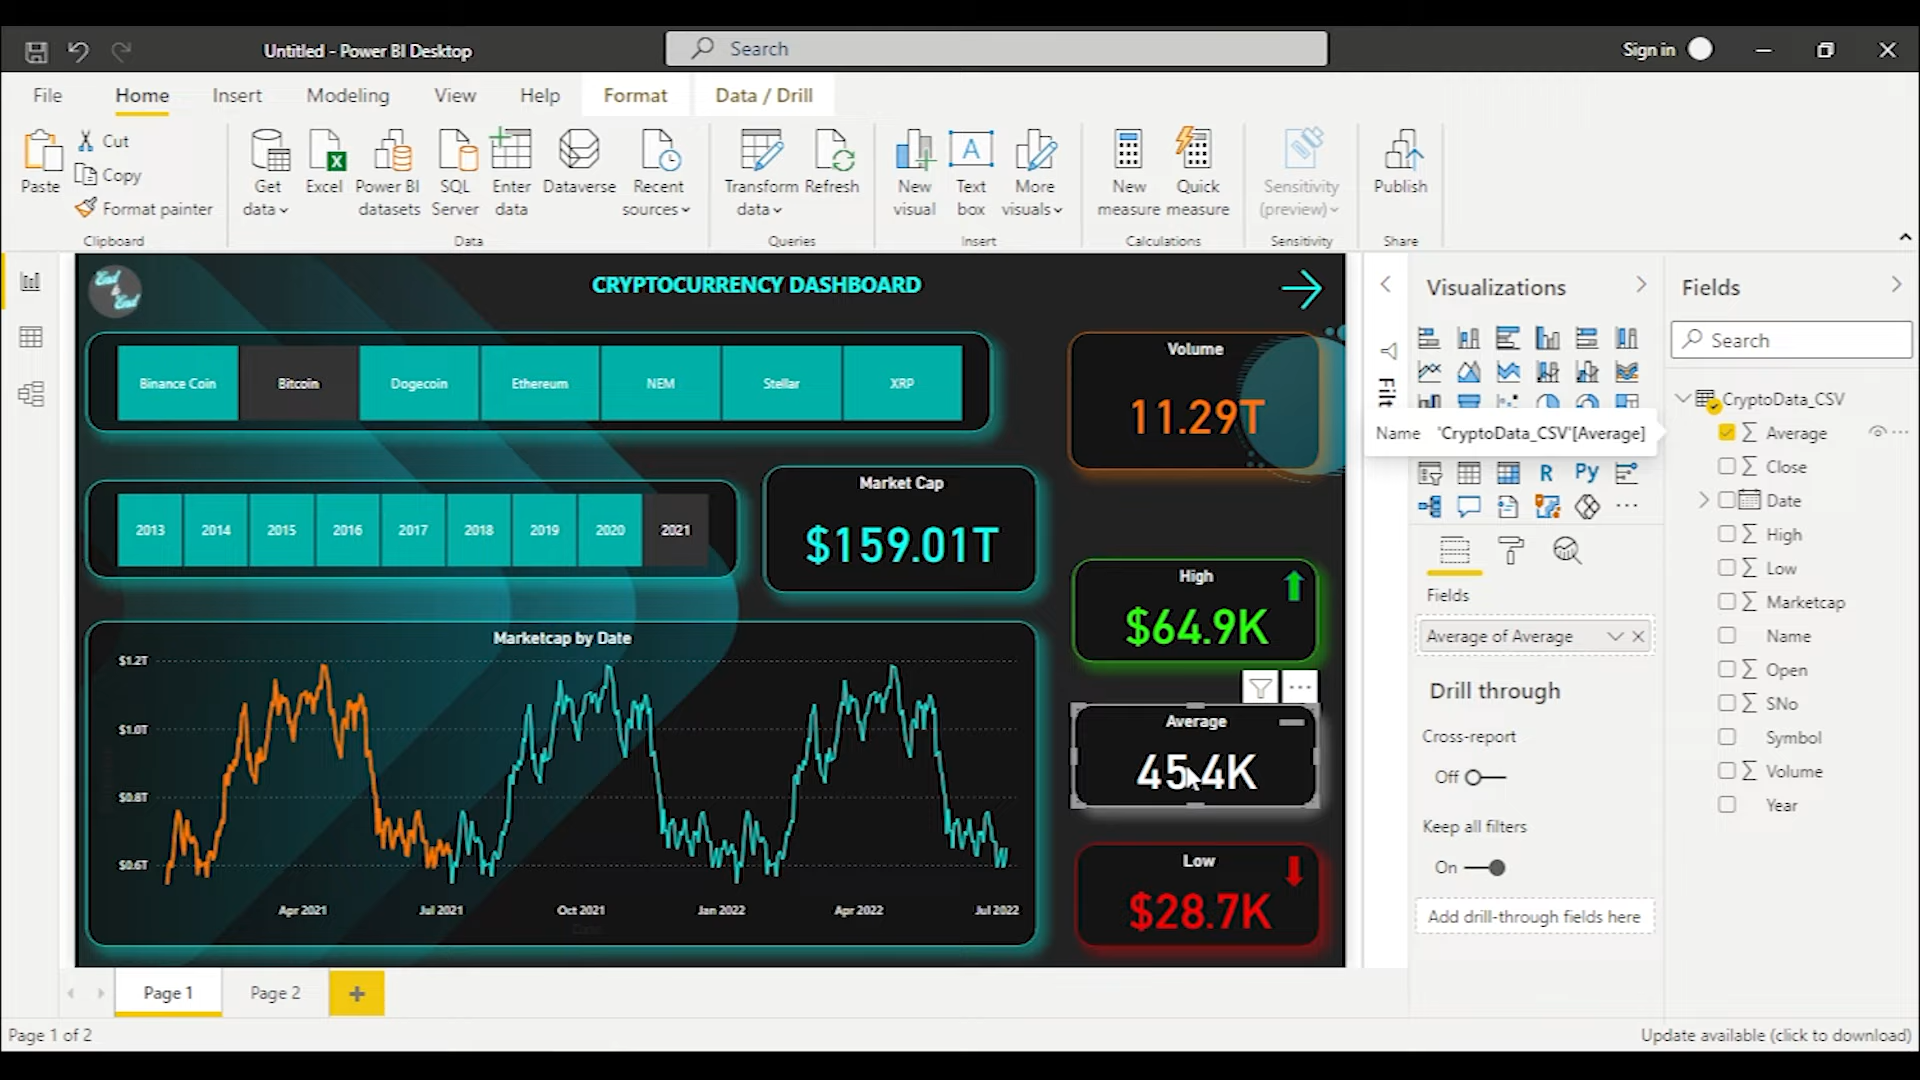 Untitled - Power BI Desktop
Search
Sign in
File
Home
Insert
Modeling
View
Help
Format
Data / Drill
Paste
Cut
Copy
Format painter
Clipboard
Get data
Excel
Power BI datasets
SQL Server
Enter data
Dataverse
Recent sources
Data
Transform data
Refresh
Queries
New visual
Text box
More visuals
Insert
New measure
Quick measure
Calculations
Sensitivity (preview)
Sensitivity
Publish
Share
End
&
End
CRYPTOCURRENCY DASHBOARD
Binance Coin
Bitcoin
Dogecoin
Ethereum
NEM
Stellar
XRP
Volume
11.29T
2013
2014
2015
2016
2017
2018
2019
2020
2021
Market Cap
$159.01T
High
$64.9K
Average
45.4K
Low
$28.7K
Marketcap by Date
$1.2T
$1.0T
$0.8T
$0.6T
Apr 2021
Jul 2021
Oct 2021
Jan 2022
Apr 2022
Jul 2022
Date
Filt
Visualizations
R
Py
Name 'CryptoData_CSV'[Average]
Fields
Average of Average
Drill through
Cross-report
Off
Keep all filters
On
Add drill-through fields here
Fields
Search
CryptoData_CSV
Average
Close
Date
High
Low
Marketcap
Name
Open
SNo
Symbol
Volume
Year
Page 1
Page 2
Page 1 of 2
Update available (click to download)